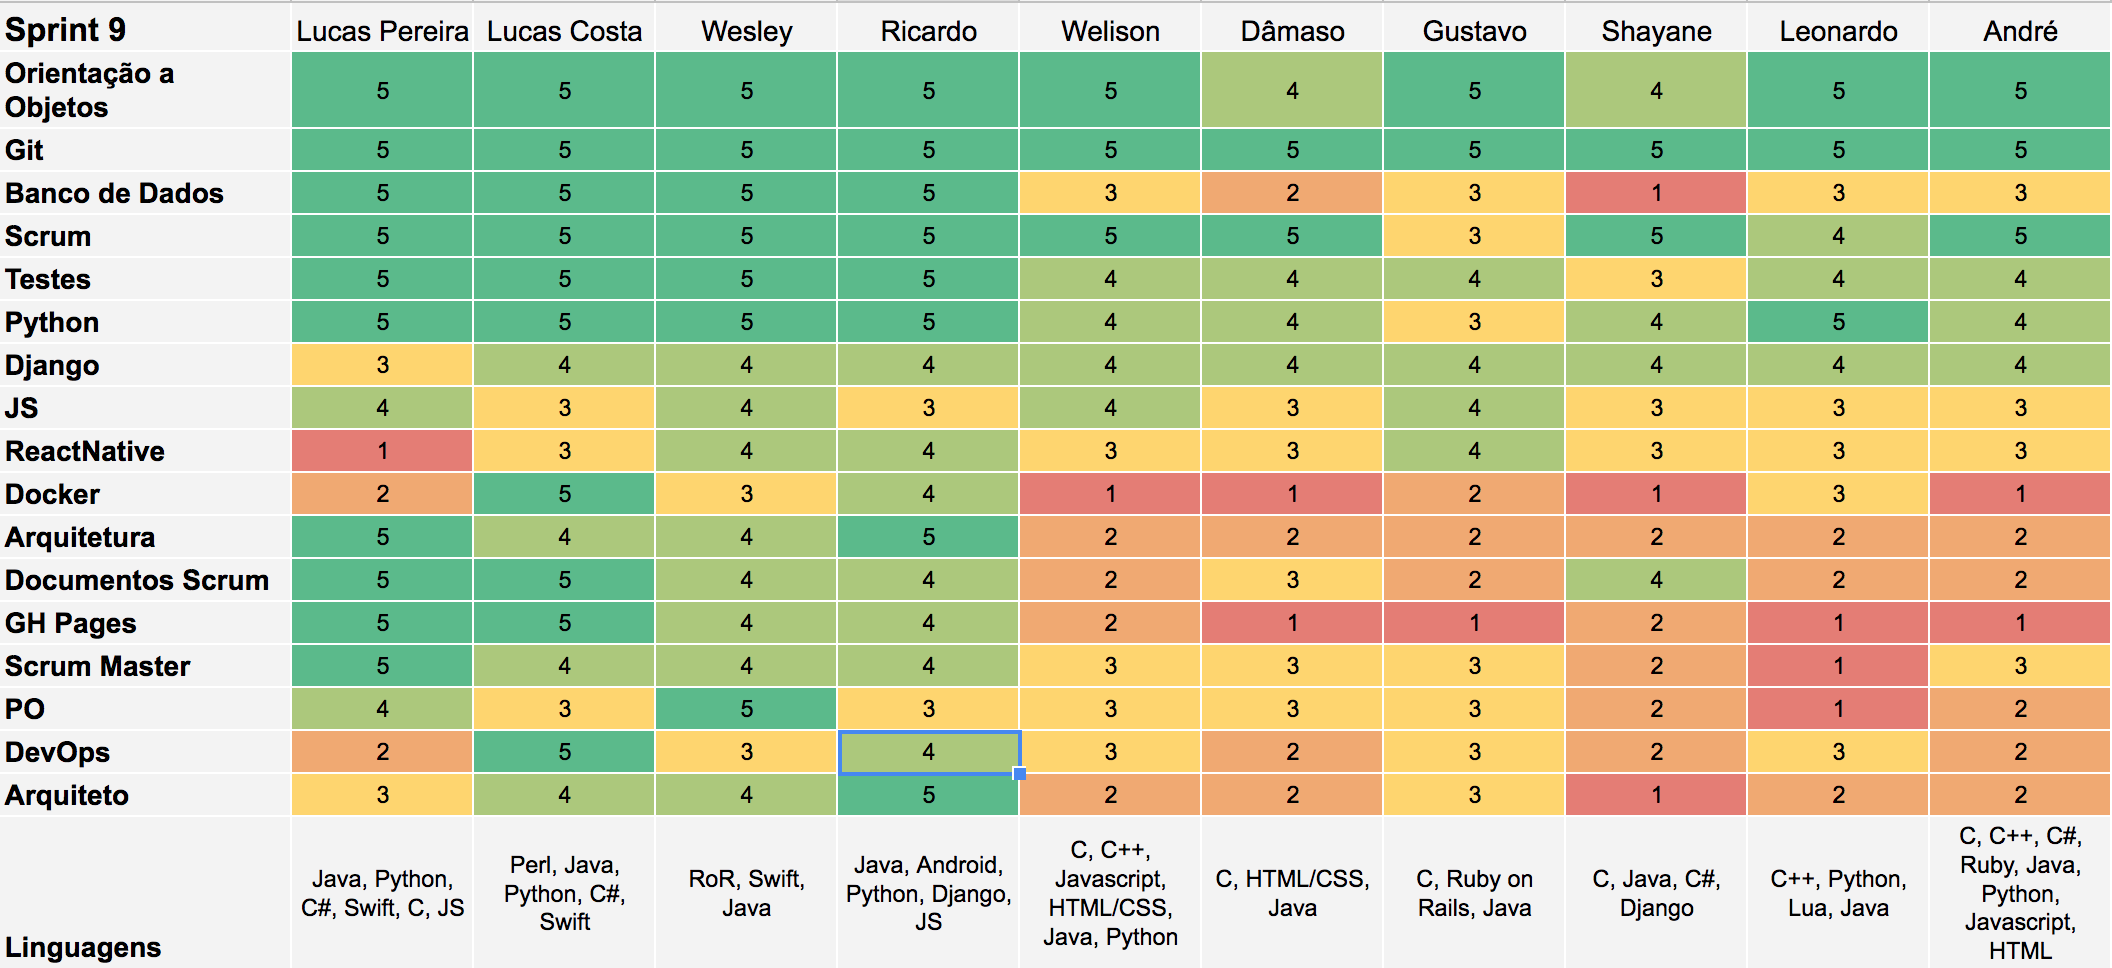 Sprint 9 Lucas Pereira Lucas Costa Wesley Ricardo Welison Dâmaso Gustavo Shayane Leonardo André
Orientação a
Objetos 5 5 5 5 5 4 5 4 5 5
Git 5 5 5 5 5 5 5 5 5 5
Banco de Dados 5 5 5 5 3 2 3 1 3 3
Scrum 5 5 5 5 5 5 3 5 4 5
Testes 5 5 5 5 4 4 4 3 4 4
Python 5 5 5 5 4 4 3 4 5 4
Django 3 4 4 4 4 4 4 4 4 4
JS 4 3 4 3 4 3 4 3 3 3
ReactNative 1 3 4 4 3 3 4 3 3 3
Docker 2 5 3 4 1 1 2 1 3 1
Arquitetura 5 4 4 5 2 2 2 2 2 2
Documentos Scrum 5 5 4 4 2 3 2 4 2 2
GH Pages 5 5 4 4 2 1 1 2 1 1
Scrum Master 5 4 4 4 3 3 3 2 1 3
PO 4 3 5 3 3 3 3 2 1 2
DevOps 2 5 3 4 3 2 3 2 3 2
Arquiteto 3 4 4 5 2 2 3 1 2 2
Linguagens
Java, Python,
C#, Swift, C, JS
Perl, Java,
Python, C#,
Swift
RoR, Swift,
Java
Java, Android,
Python, Django,
JS
C, C++,
Javascript,
HTML/CSS,
Java, Python
C, HTML/CSS,
Java
C, Ruby on
Rails, Java
C, Java, C#,
Django
C++, Python,
Lua, Java
C, C++, C#,
Ruby, Java,
Python,
Javascript,
HTML